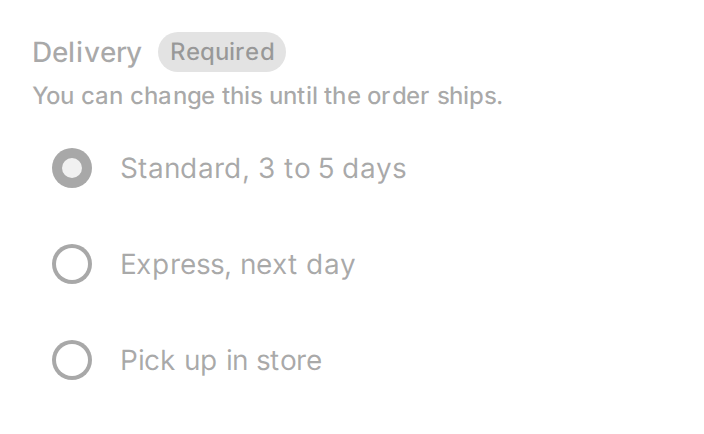 Delivery Required
You can change this until the order ships.
Standard, 3 to 5 days
Express, next day
Pick up in store